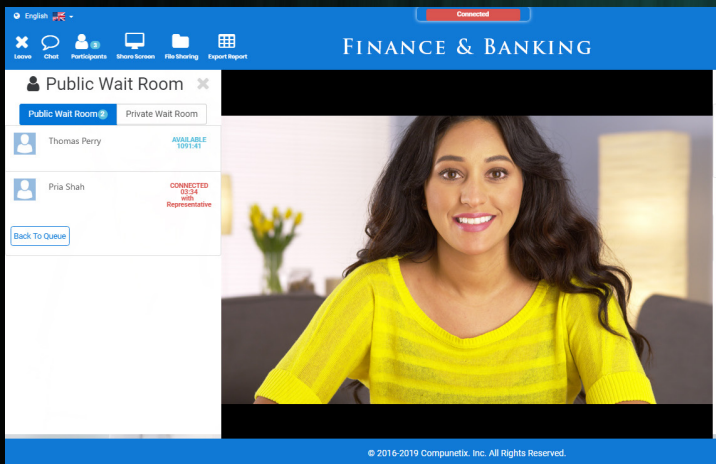 English
Connected
Leave
Chat
Participants
3
Share Screen
File Sharing
Export Report
FINANCE & BANKING
Public Wait Room
Public Wait Room 2
Private Wait Room
Thomas Perry
AVAILABLE
1091:41
Pria Shah
CONNECTED
03:34
with
Representative
Back To Queue
© 2016-2019 Compunetix. Inc. All Rights Reserved.